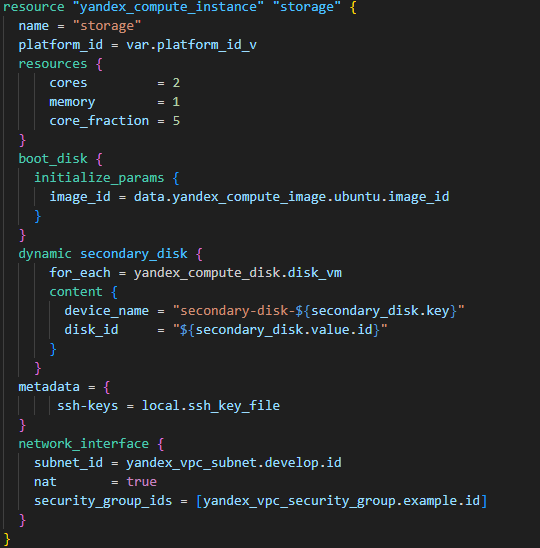 resource "yandex_compute_instance" "storage" {
  name = "storage"
  platform_id = var.platform_id_v
  resources {
      cores         = 2
      memory        = 1
      core_fraction = 5
  }
  boot_disk {
    initialize_params {
      image_id = data.yandex_compute_image.ubuntu.image_id
    }
  }
  dynamic secondary_disk {
      for_each = yandex_compute_disk.disk_vm
      content {
        device_name = "secondary-disk-${secondary_disk.key}"
        disk_id     = "${secondary_disk.value.id}"
      }
    }
  metadata = {
       ssh-keys = local.ssh_key_file
  }
  network_interface {
    subnet_id = yandex_vpc_subnet.develop.id
    nat       = true
    security_group_ids = [yandex_vpc_security_group.example.id]
  }
}